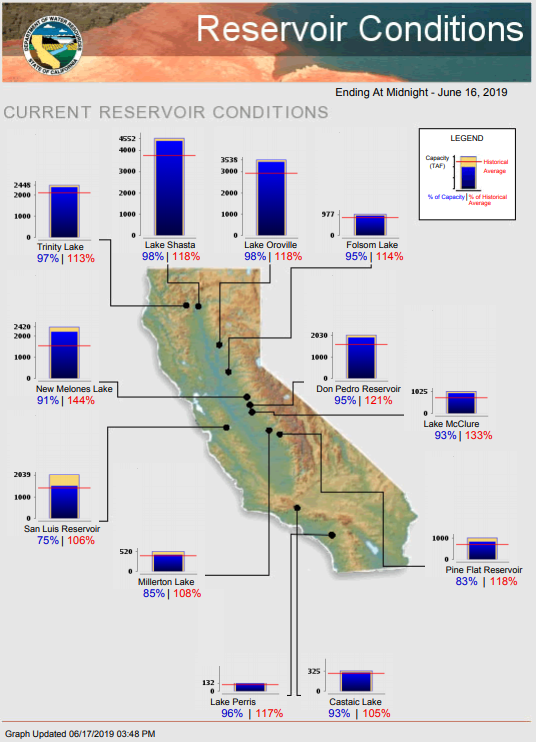 DEPARTMENT OF WATER RESOURCES
STATE OF CALIFORNIA
Reservoir Conditions
Ending At Midnight - June 16, 2019
CURRENT RESERVOIR CONDITIONS
LEGEND
Capacity
(TAF)
Historical
Average
% of Capacity | % of Historical
Average
2448
2000
1000
0
Trinity Lake
97% | 113%
4552
4000
3000
2000
1000
0
Lake Shasta
98% | 118%
3538
3000
2000
1000
0
Lake Oroville
98% | 118%
977
0
Folsom Lake
95% | 114%
2420
2000
1000
0
New Melones Lake
91% | 144%
2030
1000
0
Don Pedro Reservoir
95% | 121%
1025
0
Lake McClure
93% | 133%
2039
1000
0
San Luis Reservoir
75% | 106%
520
0
Millerton Lake
85% | 108%
1000
0
Pine Flat Reservoir
83% | 118%
132
0
Lake Perris
96% | 117%
325
0
Castaic Lake
93% | 105%
Graph Updated 06/17/2019 03:48 PM